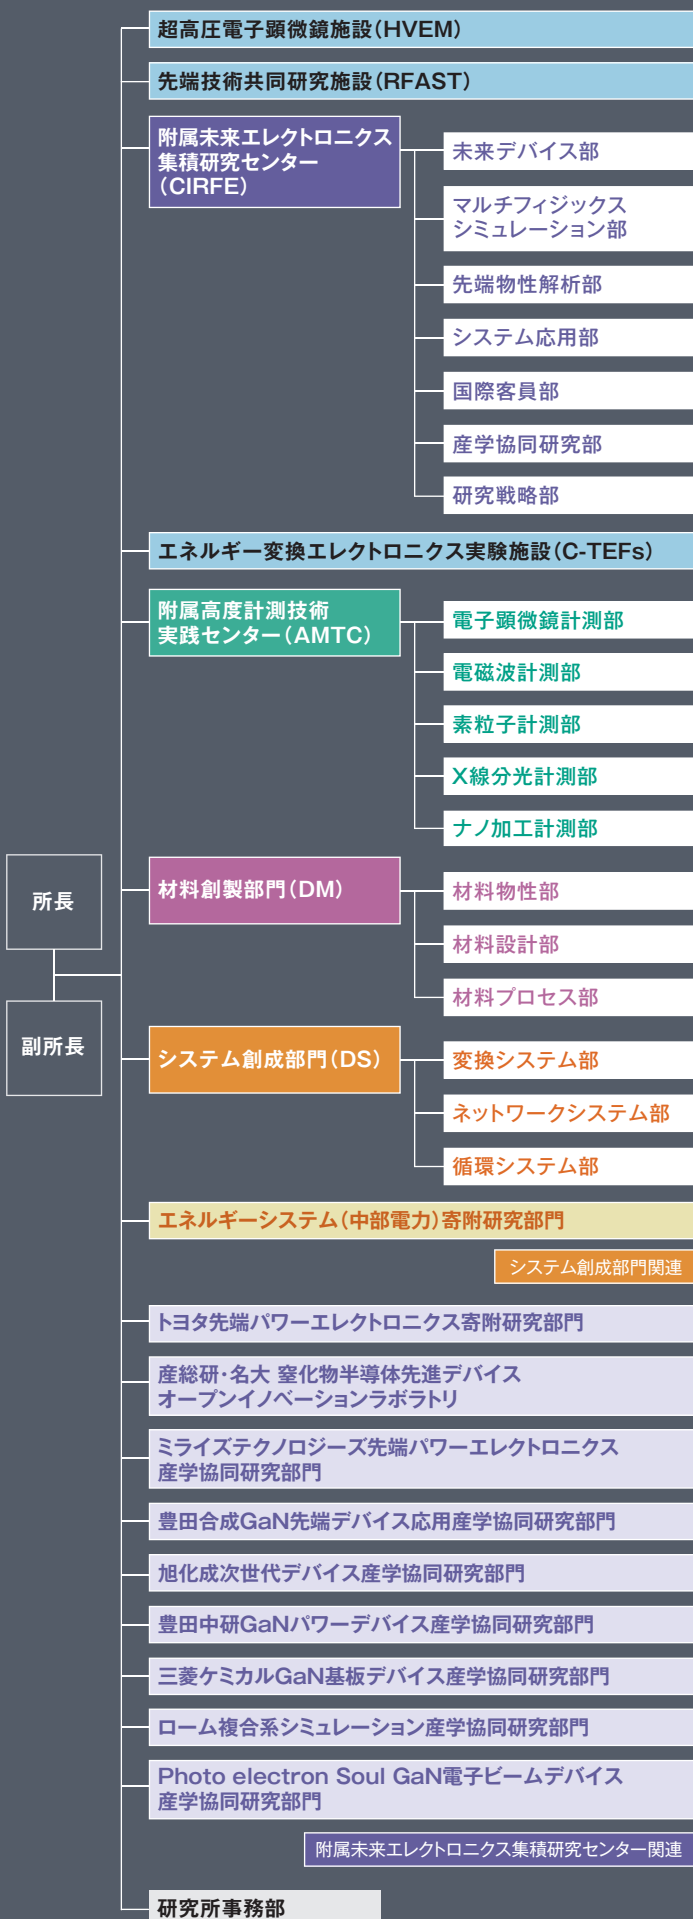 超高圧電子顕微鏡施設(HVEM)
先端技術共同研究施設(RFAST)
附属未来エレクトロニクス
集積研究センター
(CIRFE)
未来デバイス部
マルチフィジックス
シミュレーション部
先端物性解析部
システム応用部
国際客員部
産学協同研究部
研究戦略部
エネルギー変換エレクトロニクス実験施設(C-TEFs)
附属高度計測技術
実践センター(AMTC)
電子顕微鏡計測部
電磁波計測部
素粒子計測部
X線分光計測部
ナノ加工計測部
所長
副所長
材料創製部門(DM)
材料物性部
材料設計部
材料プロセス部
システム創成部門(DS)
変換システム部
ネットワークシステム部
循環システム部
エネルギーシステム(中部電力)寄附研究部門
システム創成部門関連
トヨタ先端パワーエレクトロニクス寄附研究部門
産総研・名大 窒化物半導体先進デバイス
オープンイノベーションラボラトリ
ミライズテクノロジーズ先端パワーエレクトロニクス
産学協同研究部門
豊田合成GaN先端デバイス応用産学協同研究部門
旭化成次世代デバイス産学協同研究部門
豊田中研GaNパワーデバイス産学協同研究部門
三菱ケミカルGaN基板デバイス産学協同研究部門
ローム複合系シミュレーション産学協同研究部門
Photo electron Soul GaN電子ビームデバイス
産学協同研究部門
附属未来エレクトロニクス集積研究センター関連
研究所事務部